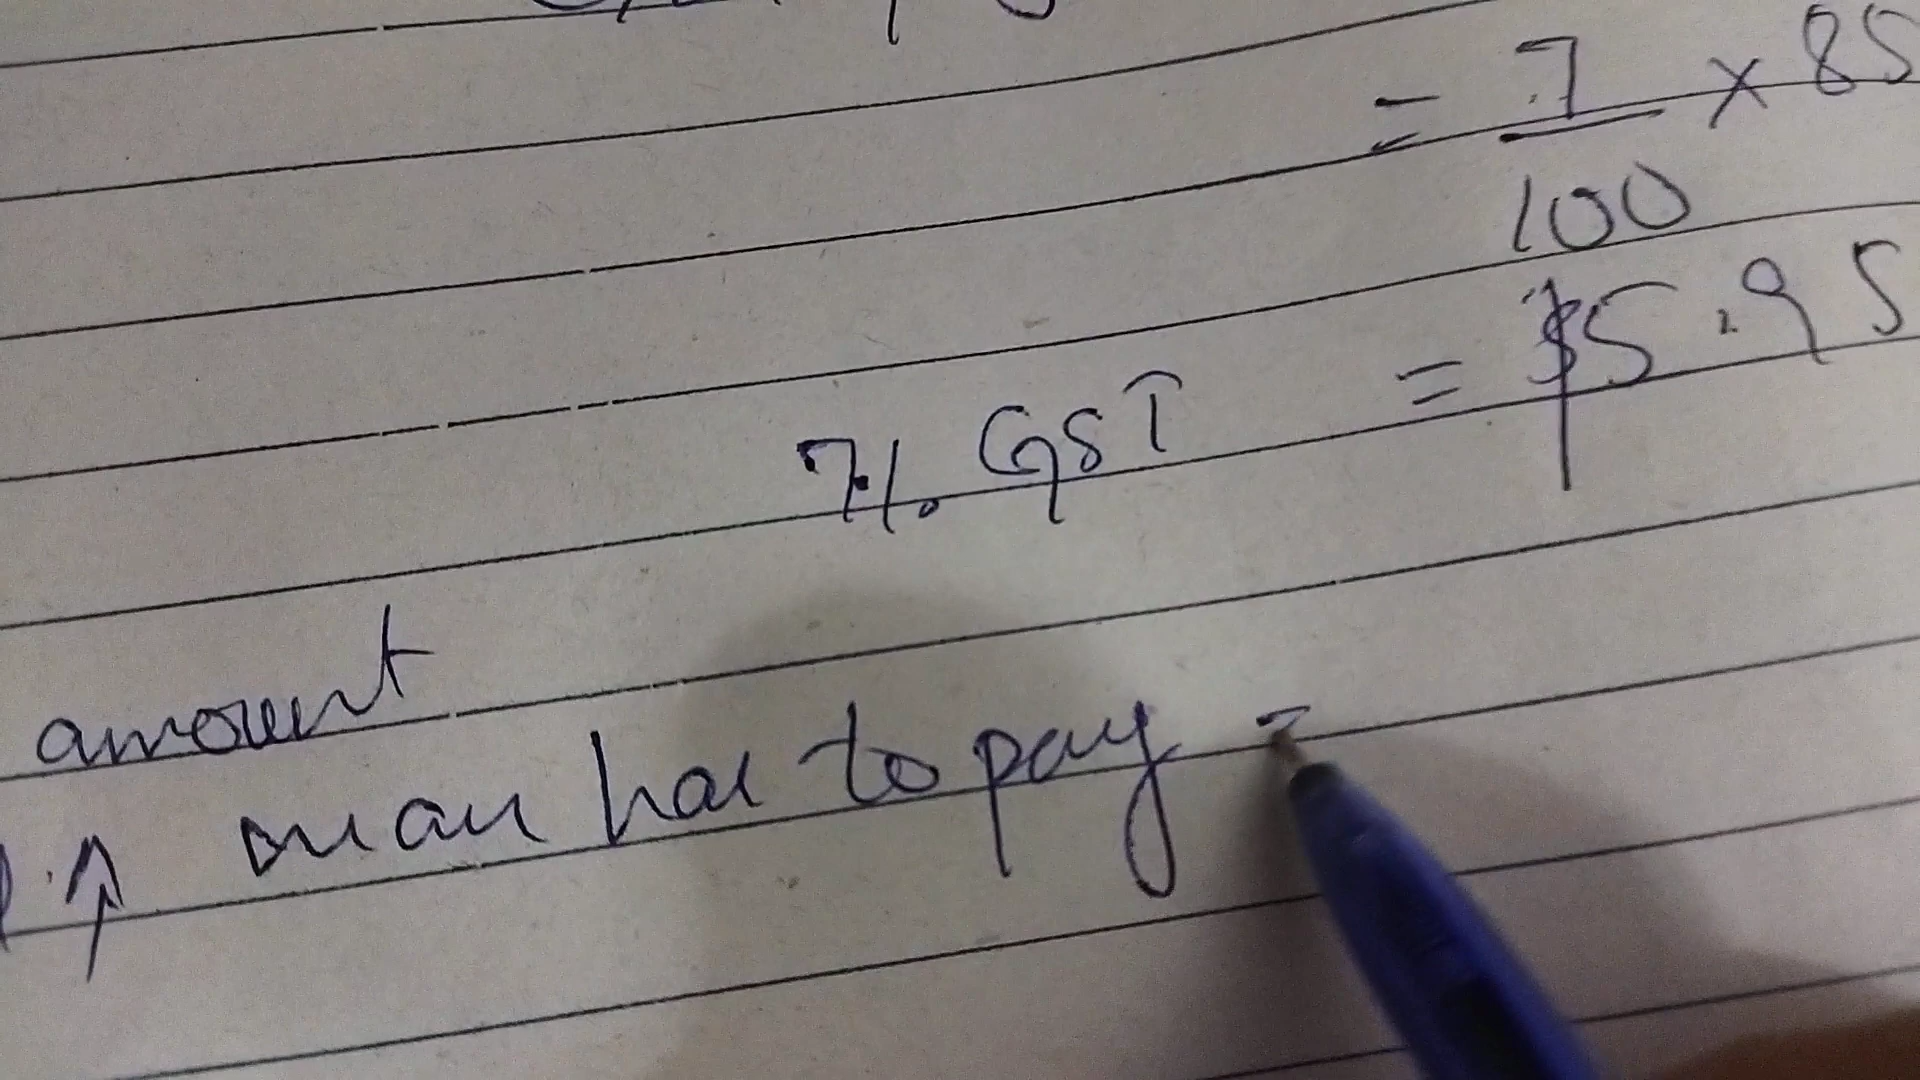 = 7/100 × 85
7% GST = $5.95
amount
man has to pay =